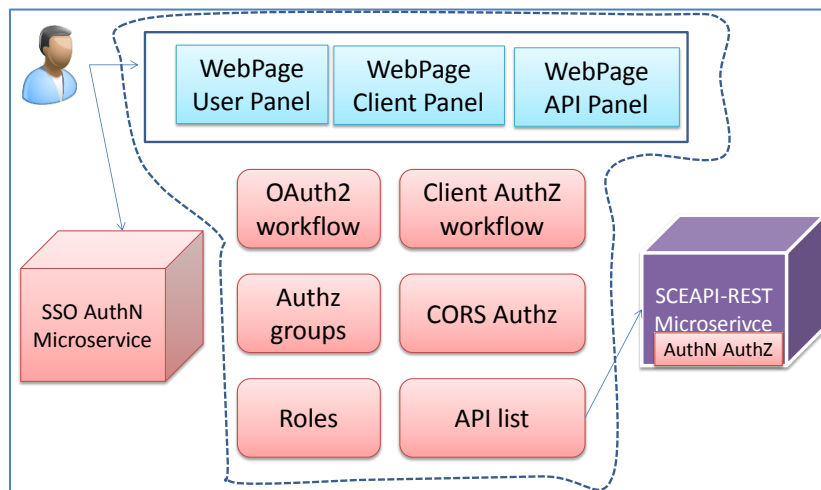 WebPage
User Panel
WebPage
Client Panel
WebPage
API Panel
OAuth2
workflow
Client AuthZ
workflow
SSO AuthN
Microservice
Authz
groups
CORS Authz
SCEAPI-REST
Microserivce
AuthN AuthZ
Roles
API list